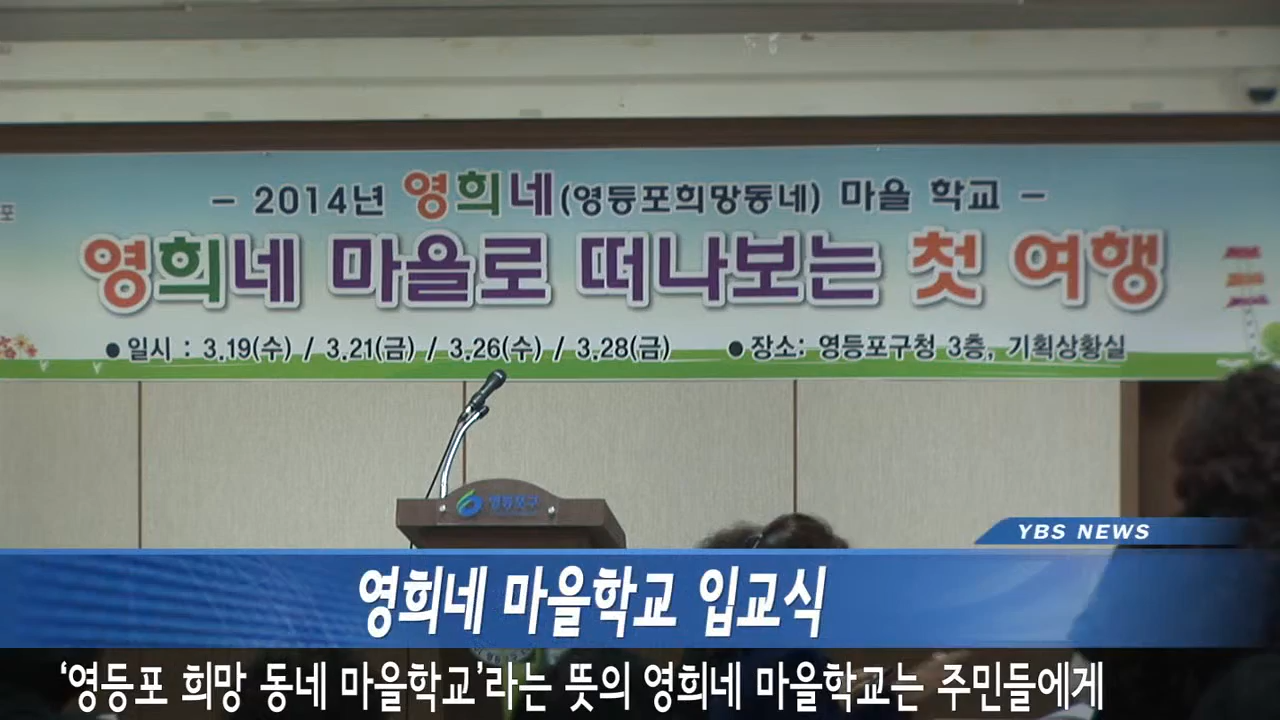 포
- 2014년 영희네(영등포희망동네) 마을 학교 -
영희네 마을로 떠나보는 첫 여행
●일시 : 3.19(수) / 3.21(금) / 3.26(수) / 3.28(금) ●장소: 영등포구청 3층, 기획상황실
영등포구
YBS NEWS
영희네 마을학교 입교식
‘영등포 희망 동네 마을학교’라는 뜻의 영희네 마을학교는 주민들에게